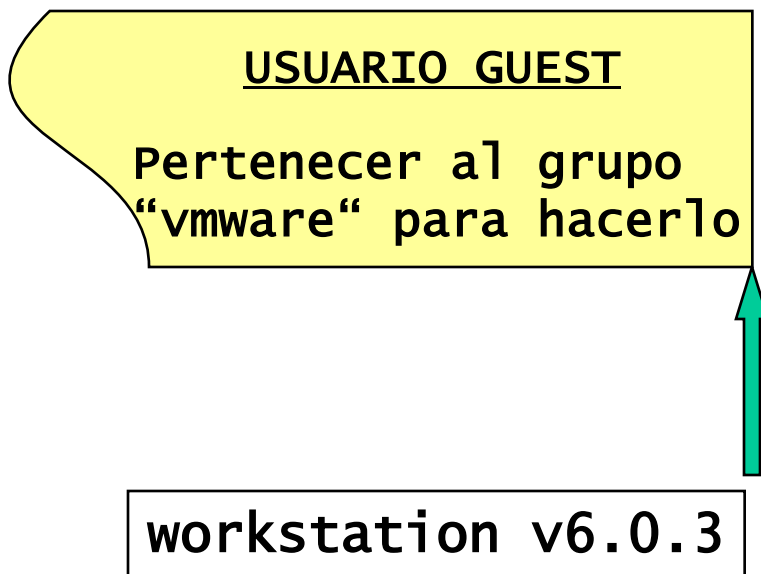 USUARIO GUEST
Pertenecer al grupo
“vmware“ para hacerlo
workstation v6.0.3